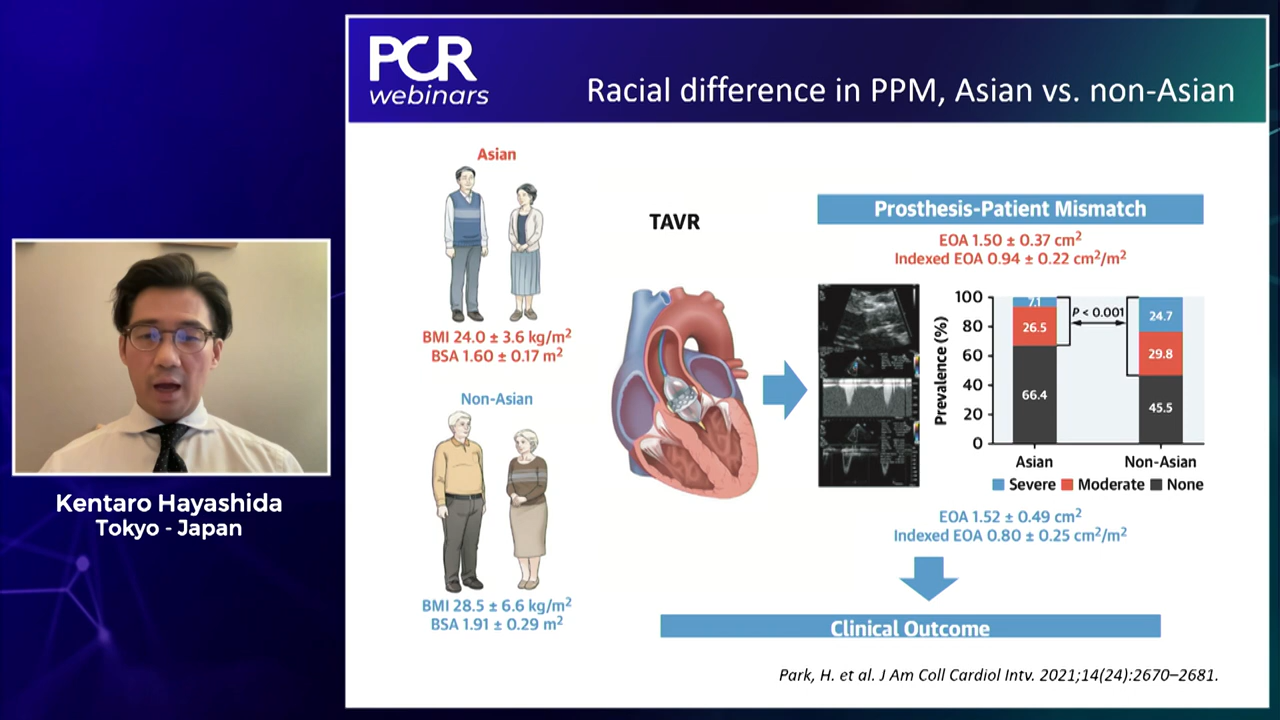 PCR
webinars
Racial difference in PPM, Asian vs. non-Asian
Asian
BMI 24.0 ± 3.6 kg/m²
BSA 1.60 ± 0.17 m²
Non-Asian
BMI 28.5 ± 6.6 kg/m²
BSA 1.91 ± 0.29 m²
TAVR
Prosthesis-Patient Mismatch
EOA 1.50 ± 0.37 cm²
Indexed EOA 0.94 ± 0.22 cm²/m²
Prevalence (%)
100
80
60
40
20
0
7.1
26.5
66.4
P < 0.001
24.7
29.8
45.5
Asian
Non-Asian
Severe
Moderate
None
EOA 1.52 ± 0.49 cm²
Indexed EOA 0.80 ± 0.25 cm²/m²
Clinical Outcome
Park, H. et al. J Am Coll Cardiol Intv. 2021;14(24):2670–2681.
Kentaro Hayashida
Tokyo - Japan